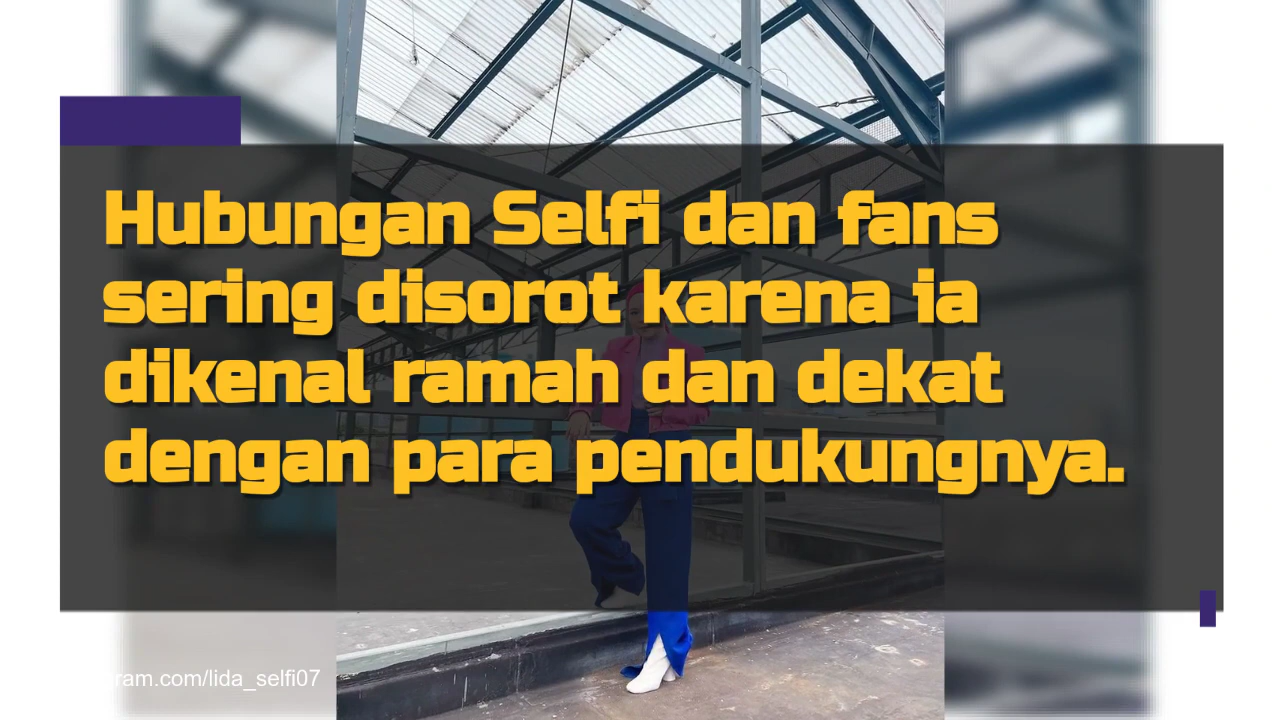 Hubungan Selfi dan fans
sering disorot karena ia
dikenal ramah dan dekat
dengan para pendukungnya.
ram.com/lida_selfi07